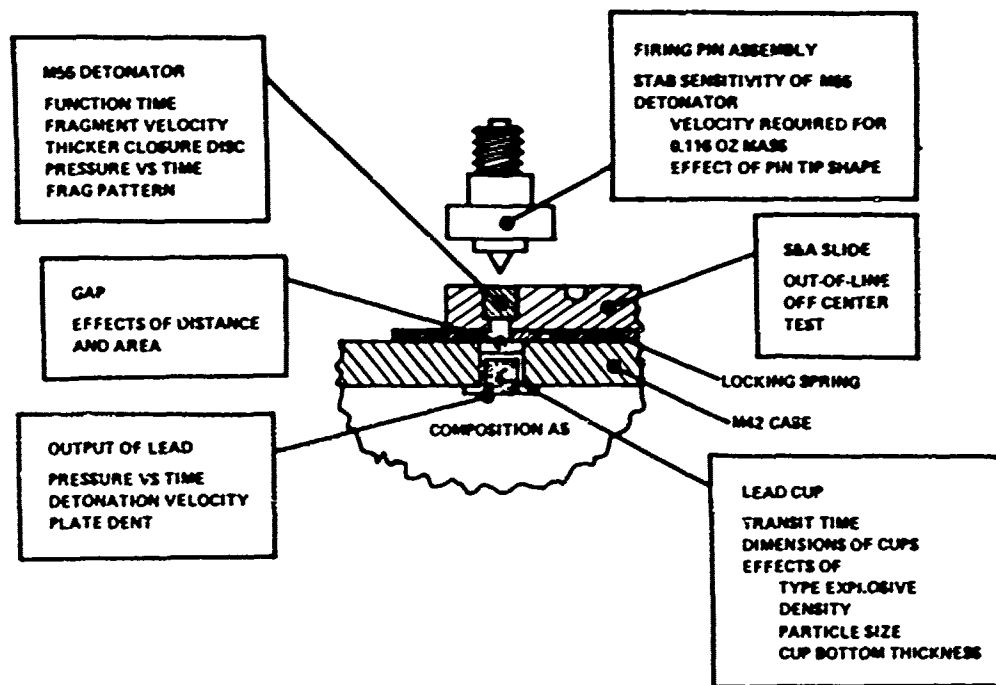 M55 DETONATOR
FUNCTION TIME
FRAGMENT VELOCITY
THICKER CLOSURE DISC
PRESSURE VS TIME
FRAG PATTERN
FIRING PIN ASSEMBLY
STAB SENSITIVITY OF M55
DETONATOR
VELOCITY REQUIRED FOR
0.116 OZ MASS
EFFECT OF PIN TIP SHAPE
GAP
EFFECTS OF DISTANCE
AND AREA
S&A SLIDE
OUT-OF-LINE
OFF CENTER
TEST
LOCKING SPRING
M42 CASE
COMPOSITION A5
OUTPUT OF LEAD
PRESSURE VS TIME
DETONATION VELOCITY
PLATE DENT
LEAD CUP
TRANSIT TIME
DIMENSIONS OF CUPS
EFFECTS OF
TYPE EXPLOSIVE
DENSITY
PARTICLE SIZE
CUP BOTTOM THICKNESS